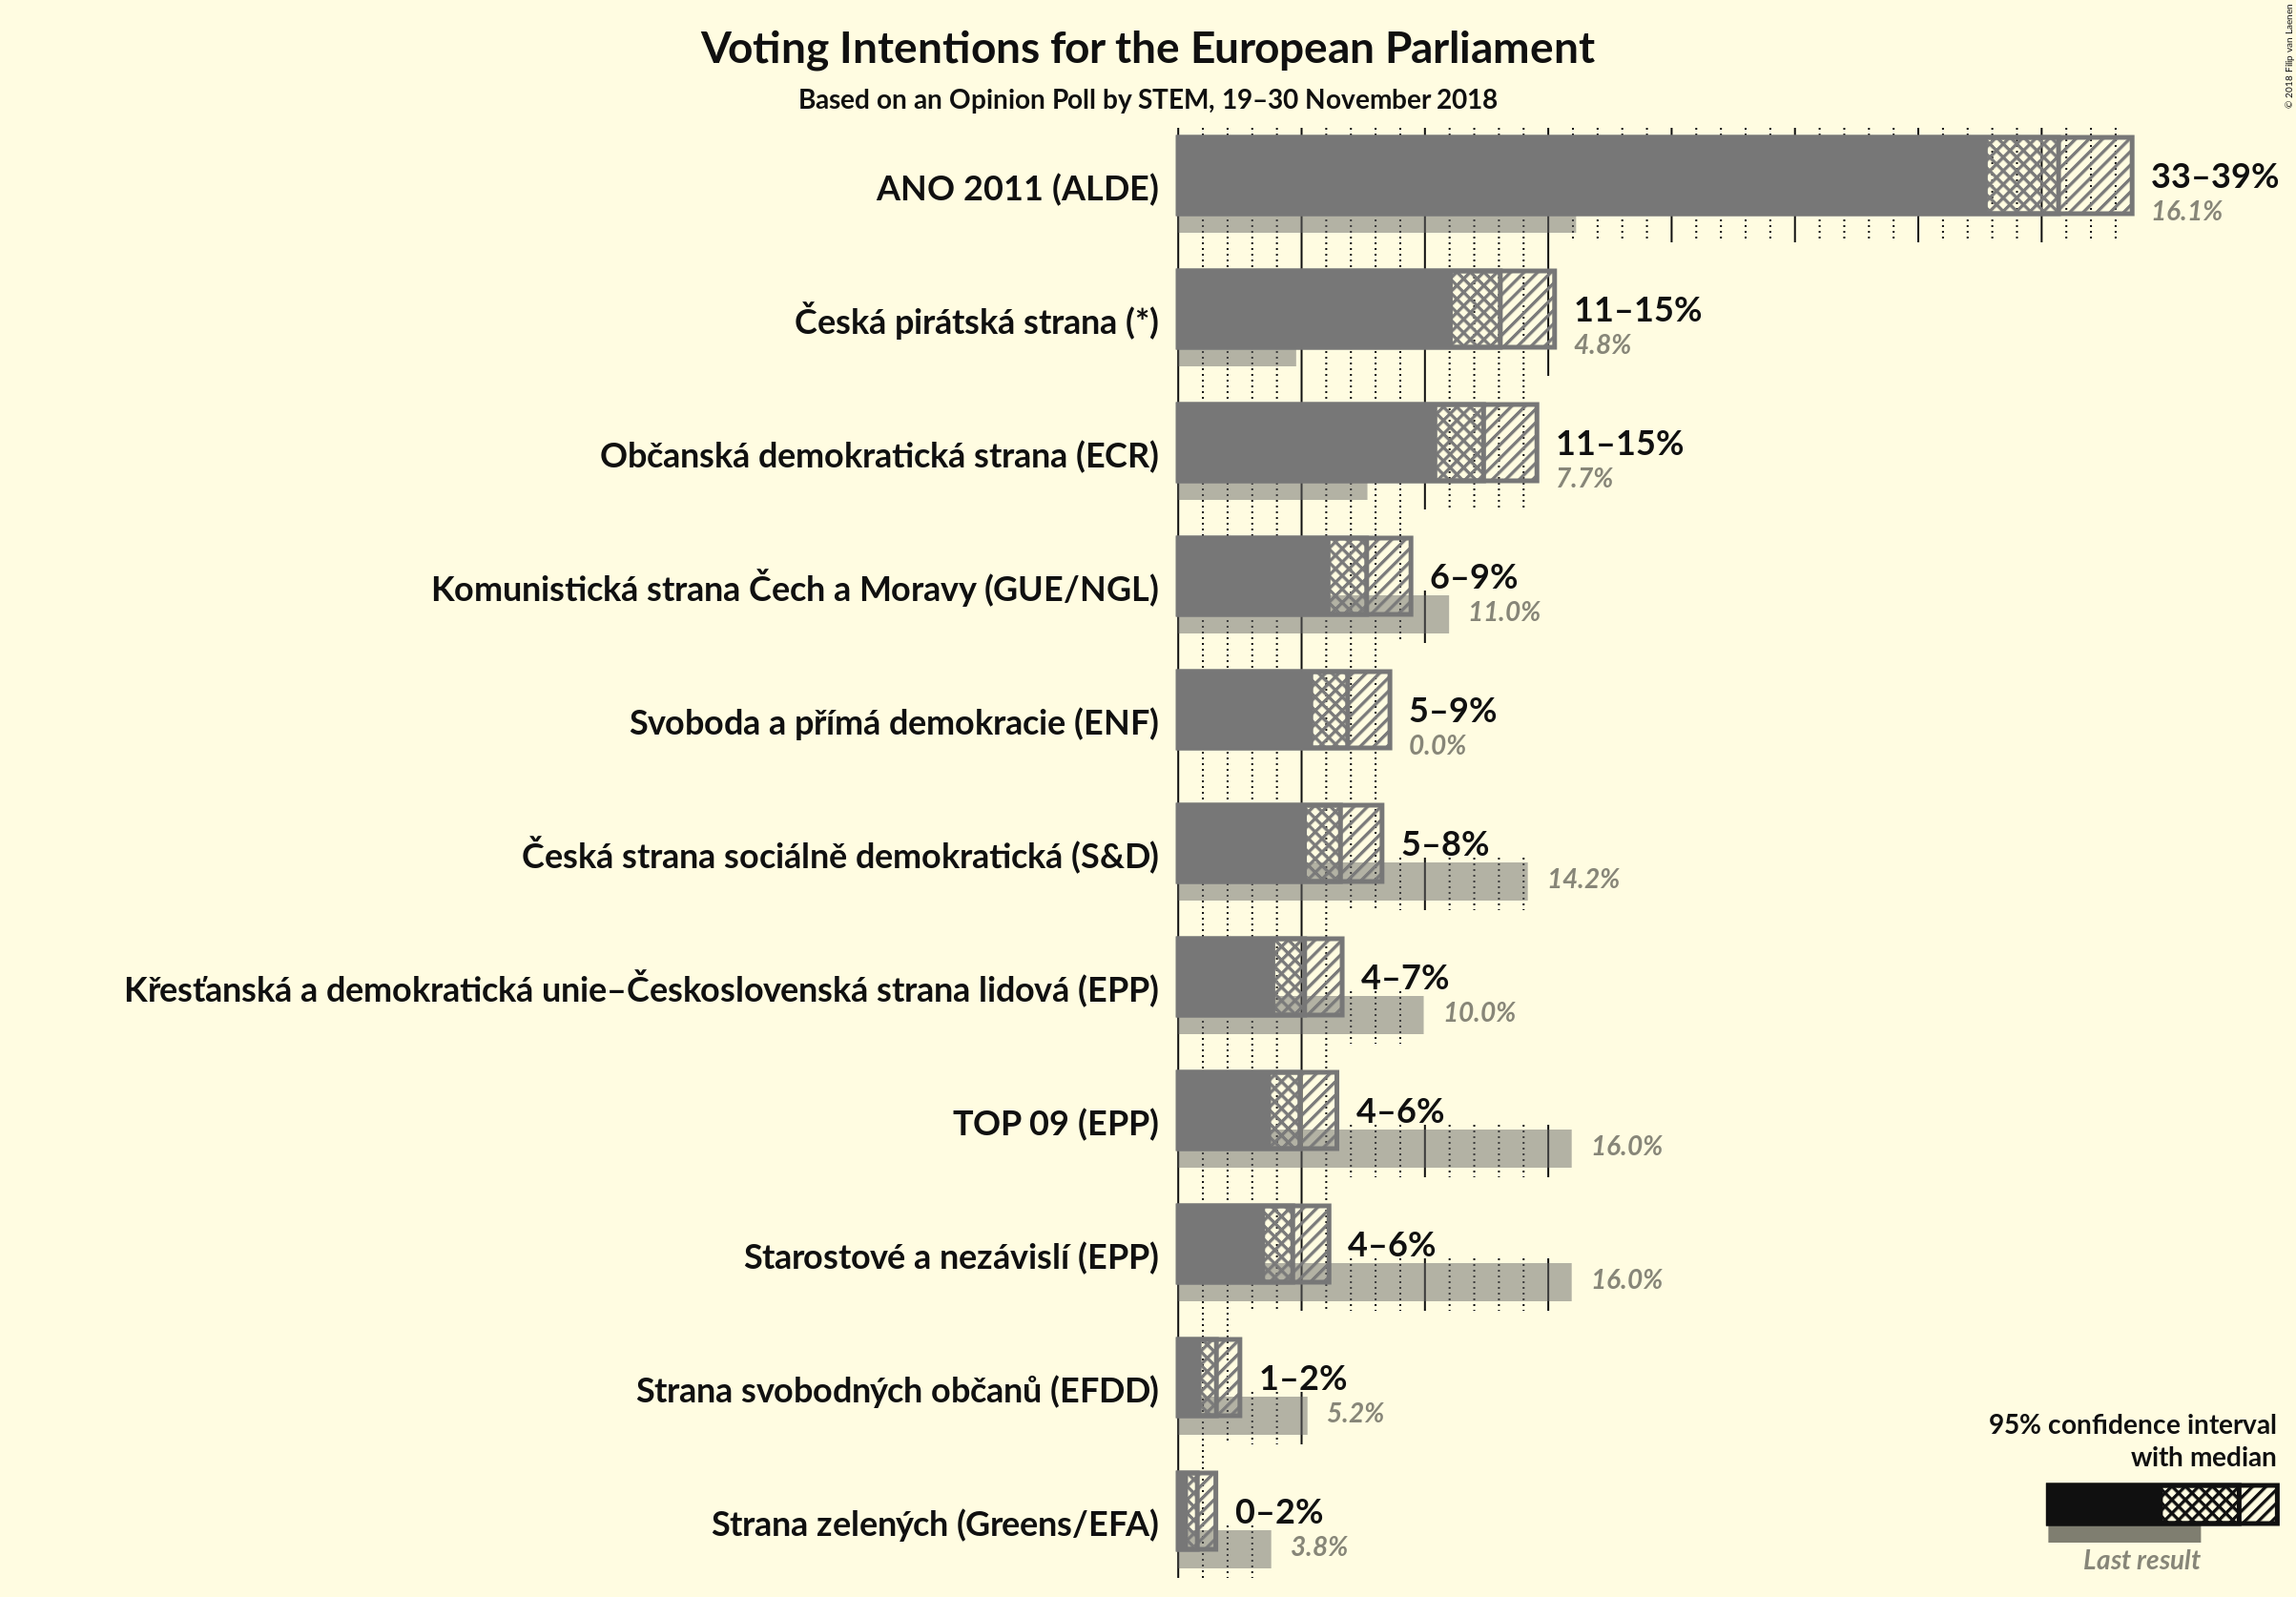 Voting Intentions for the European Parliament
Based on an Opinion Poll by STEM, 19–30 November 2018
© 2018 Filip van Laenen
ANO 2011 (ALDE)
33–39%
16.1%
Česká pirátská strana (*)
11–15%
4.8%
Občanská demokratická strana (ECR)
11–15%
7.7%
Komunistická strana Čech a Moravy (GUE/NGL)
6–9%
11.0%
Svoboda a přímá demokracie (ENF)
5–9%
0.0%
Česká strana sociálně demokratická (S&D)
5–8%
14.2%
Křesťanská a demokratická unie–Československá strana lidová (EPP)
4–7%
10.0%
TOP 09 (EPP)
4–6%
16.0%
Starostové a nezávislí (EPP)
4–6%
16.0%
Strana svobodných občanů (EFDD)
1–2%
5.2%
Strana zelených (Greens/EFA)
0–2%
3.8%
95% confidence interval
with median
Last result